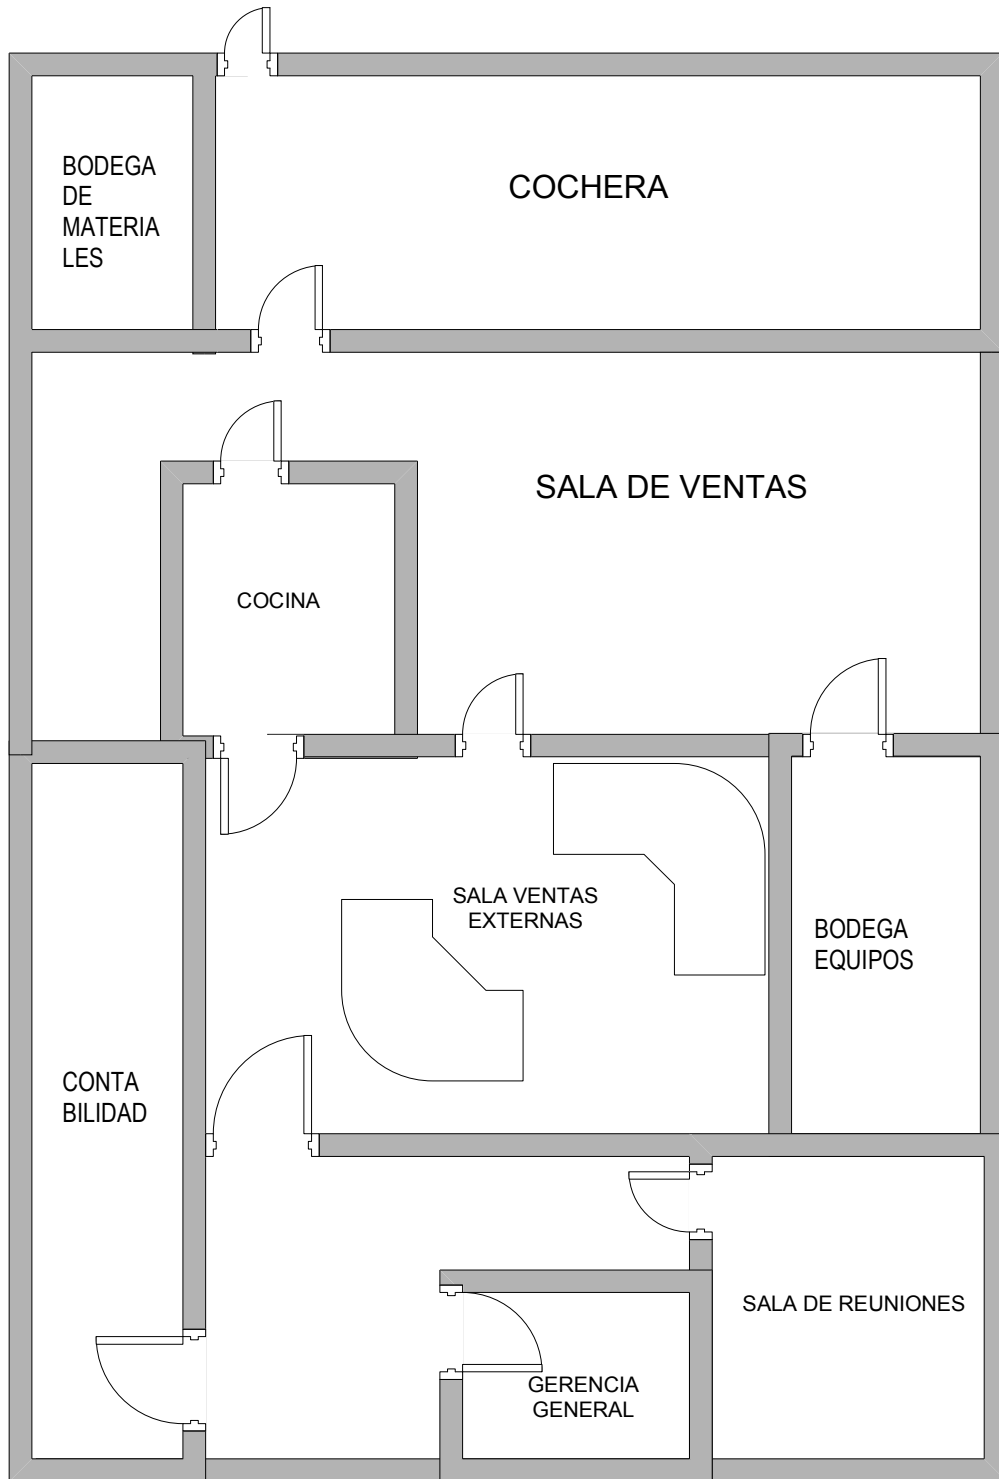 BODEGA
DE
MATERIA
LES
COCHERA
SALA DE VENTAS
COCINA
SALA VENTAS
EXTERNAS
BODEGA
EQUIPOS
CONTA
BILIDAD
SALA DE REUNIONES
GERENCIA
GENERAL